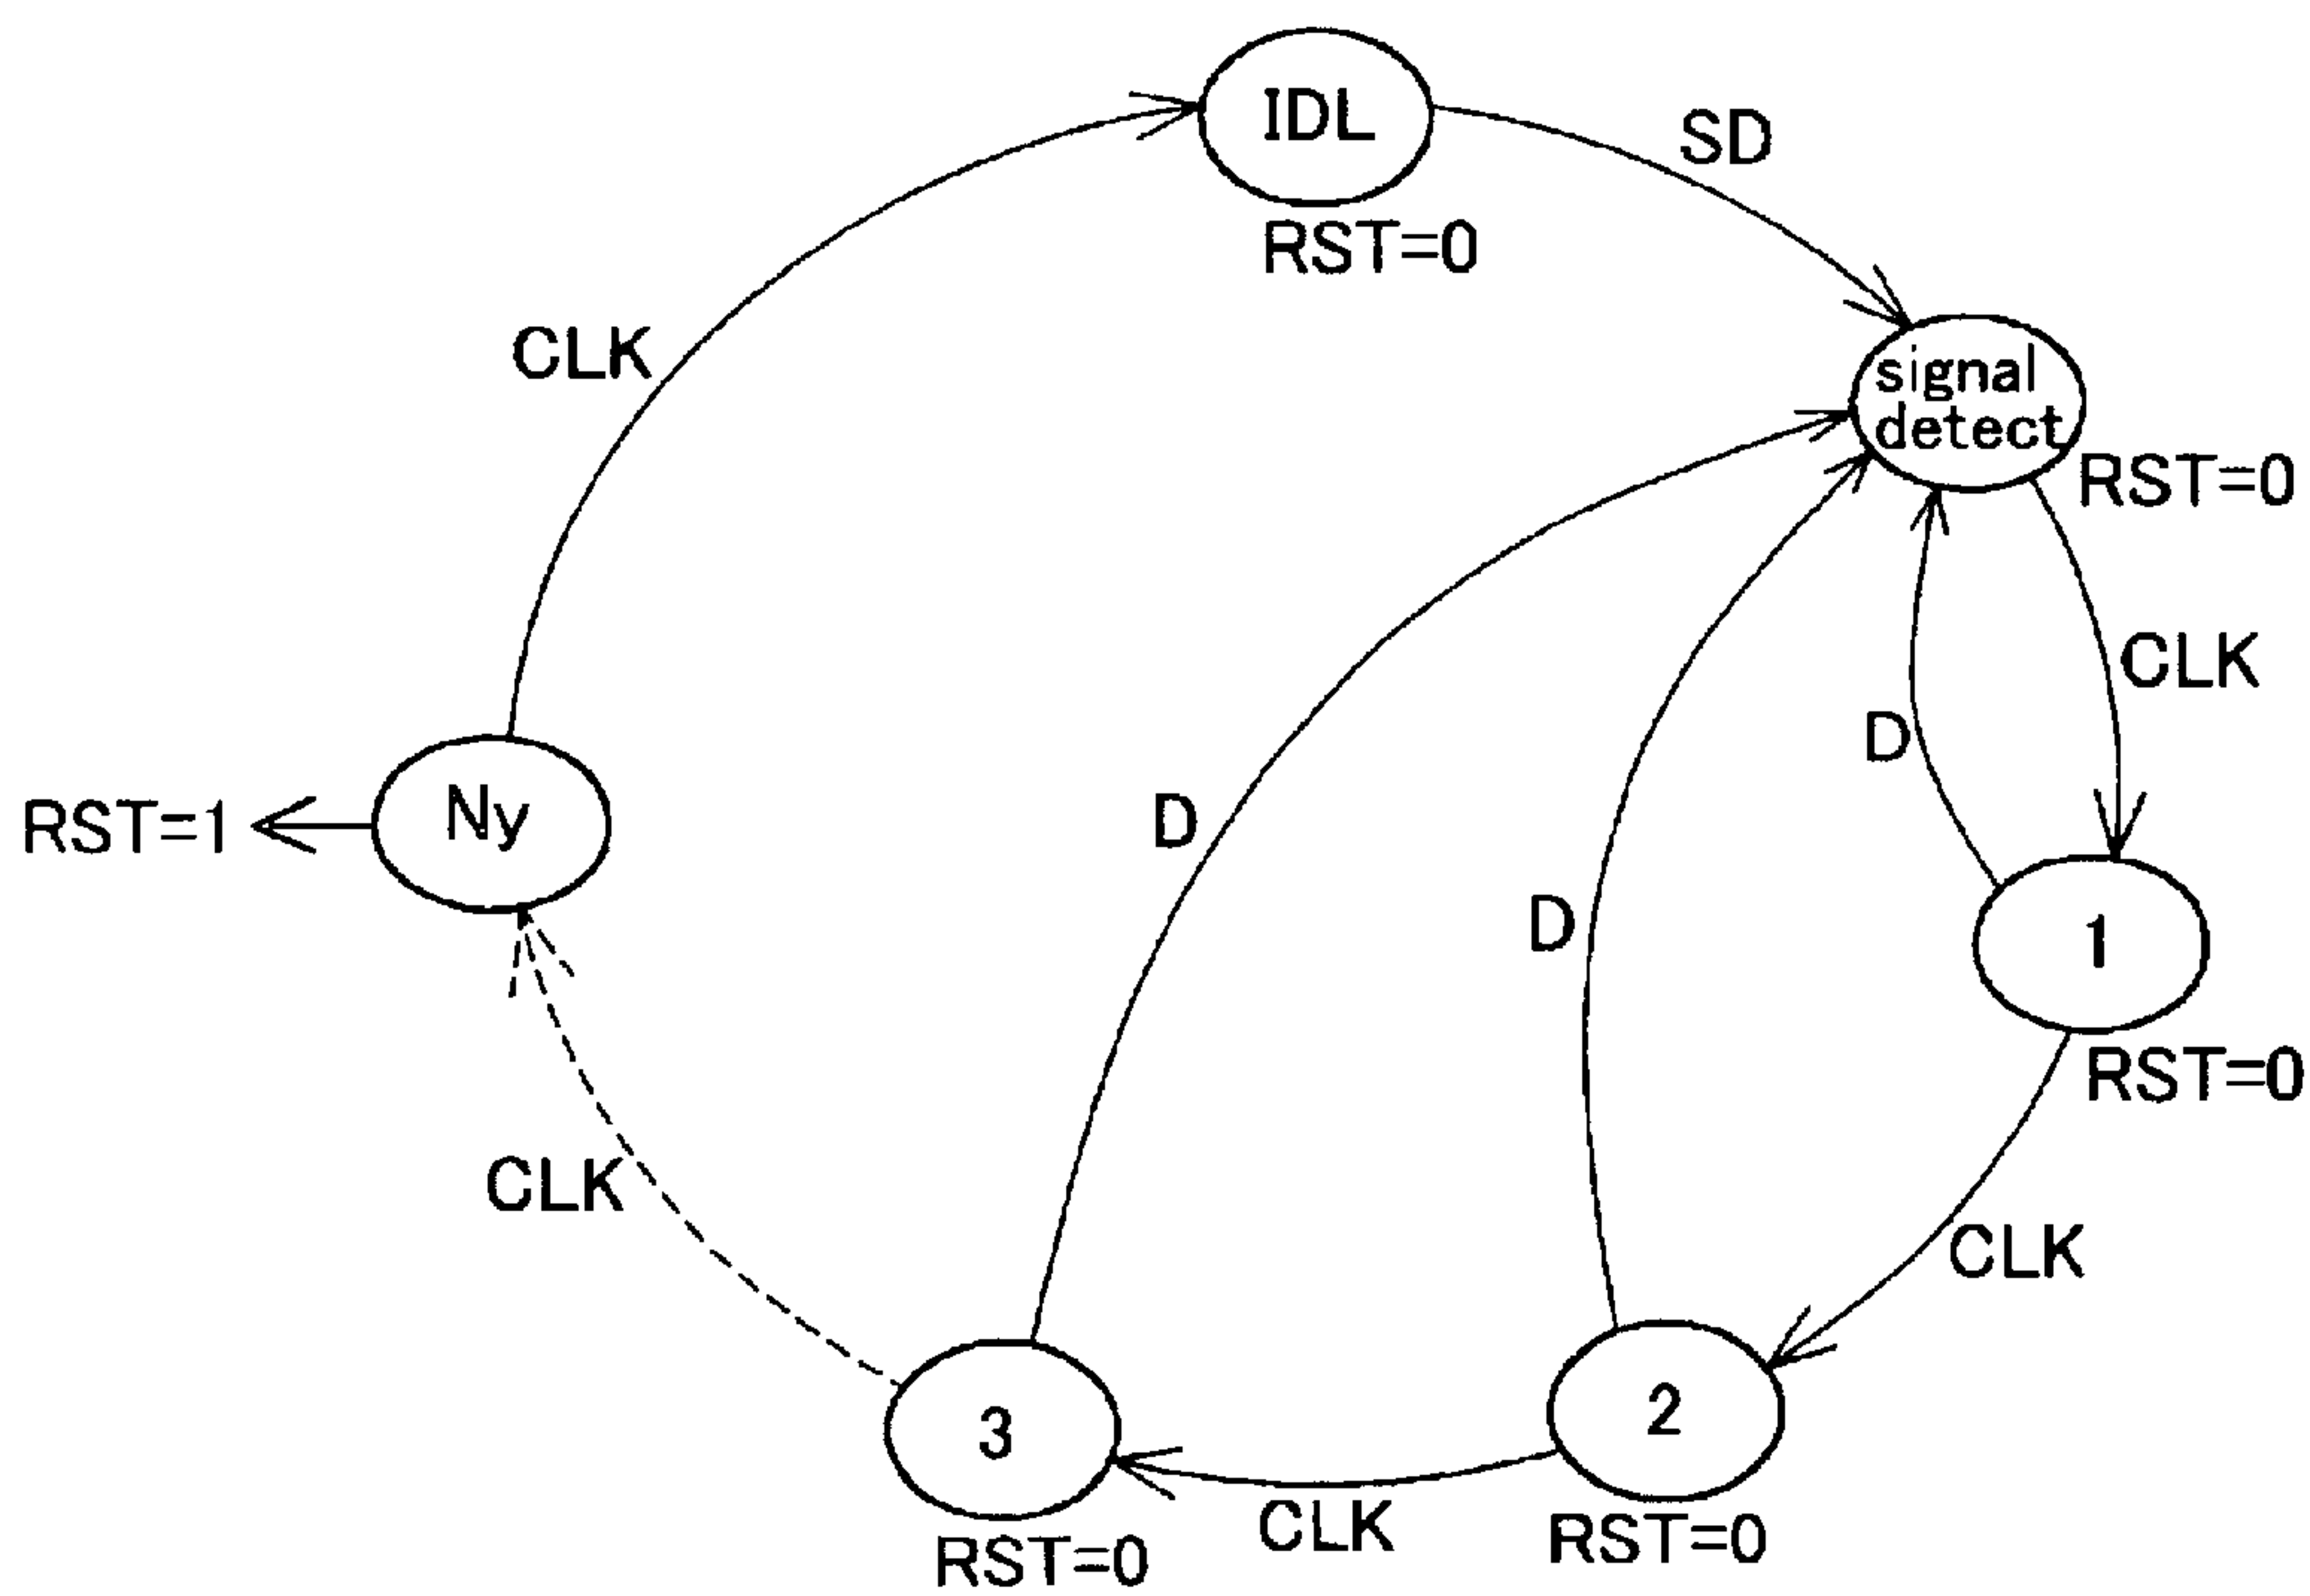 IDL
SD
RST=0
CLK
signal
detect
RST=0
CLK
D
Ny
RST=1
D
D
1
RST=0
CLK
CLK
2
3
CLK
RST=0
RST=0